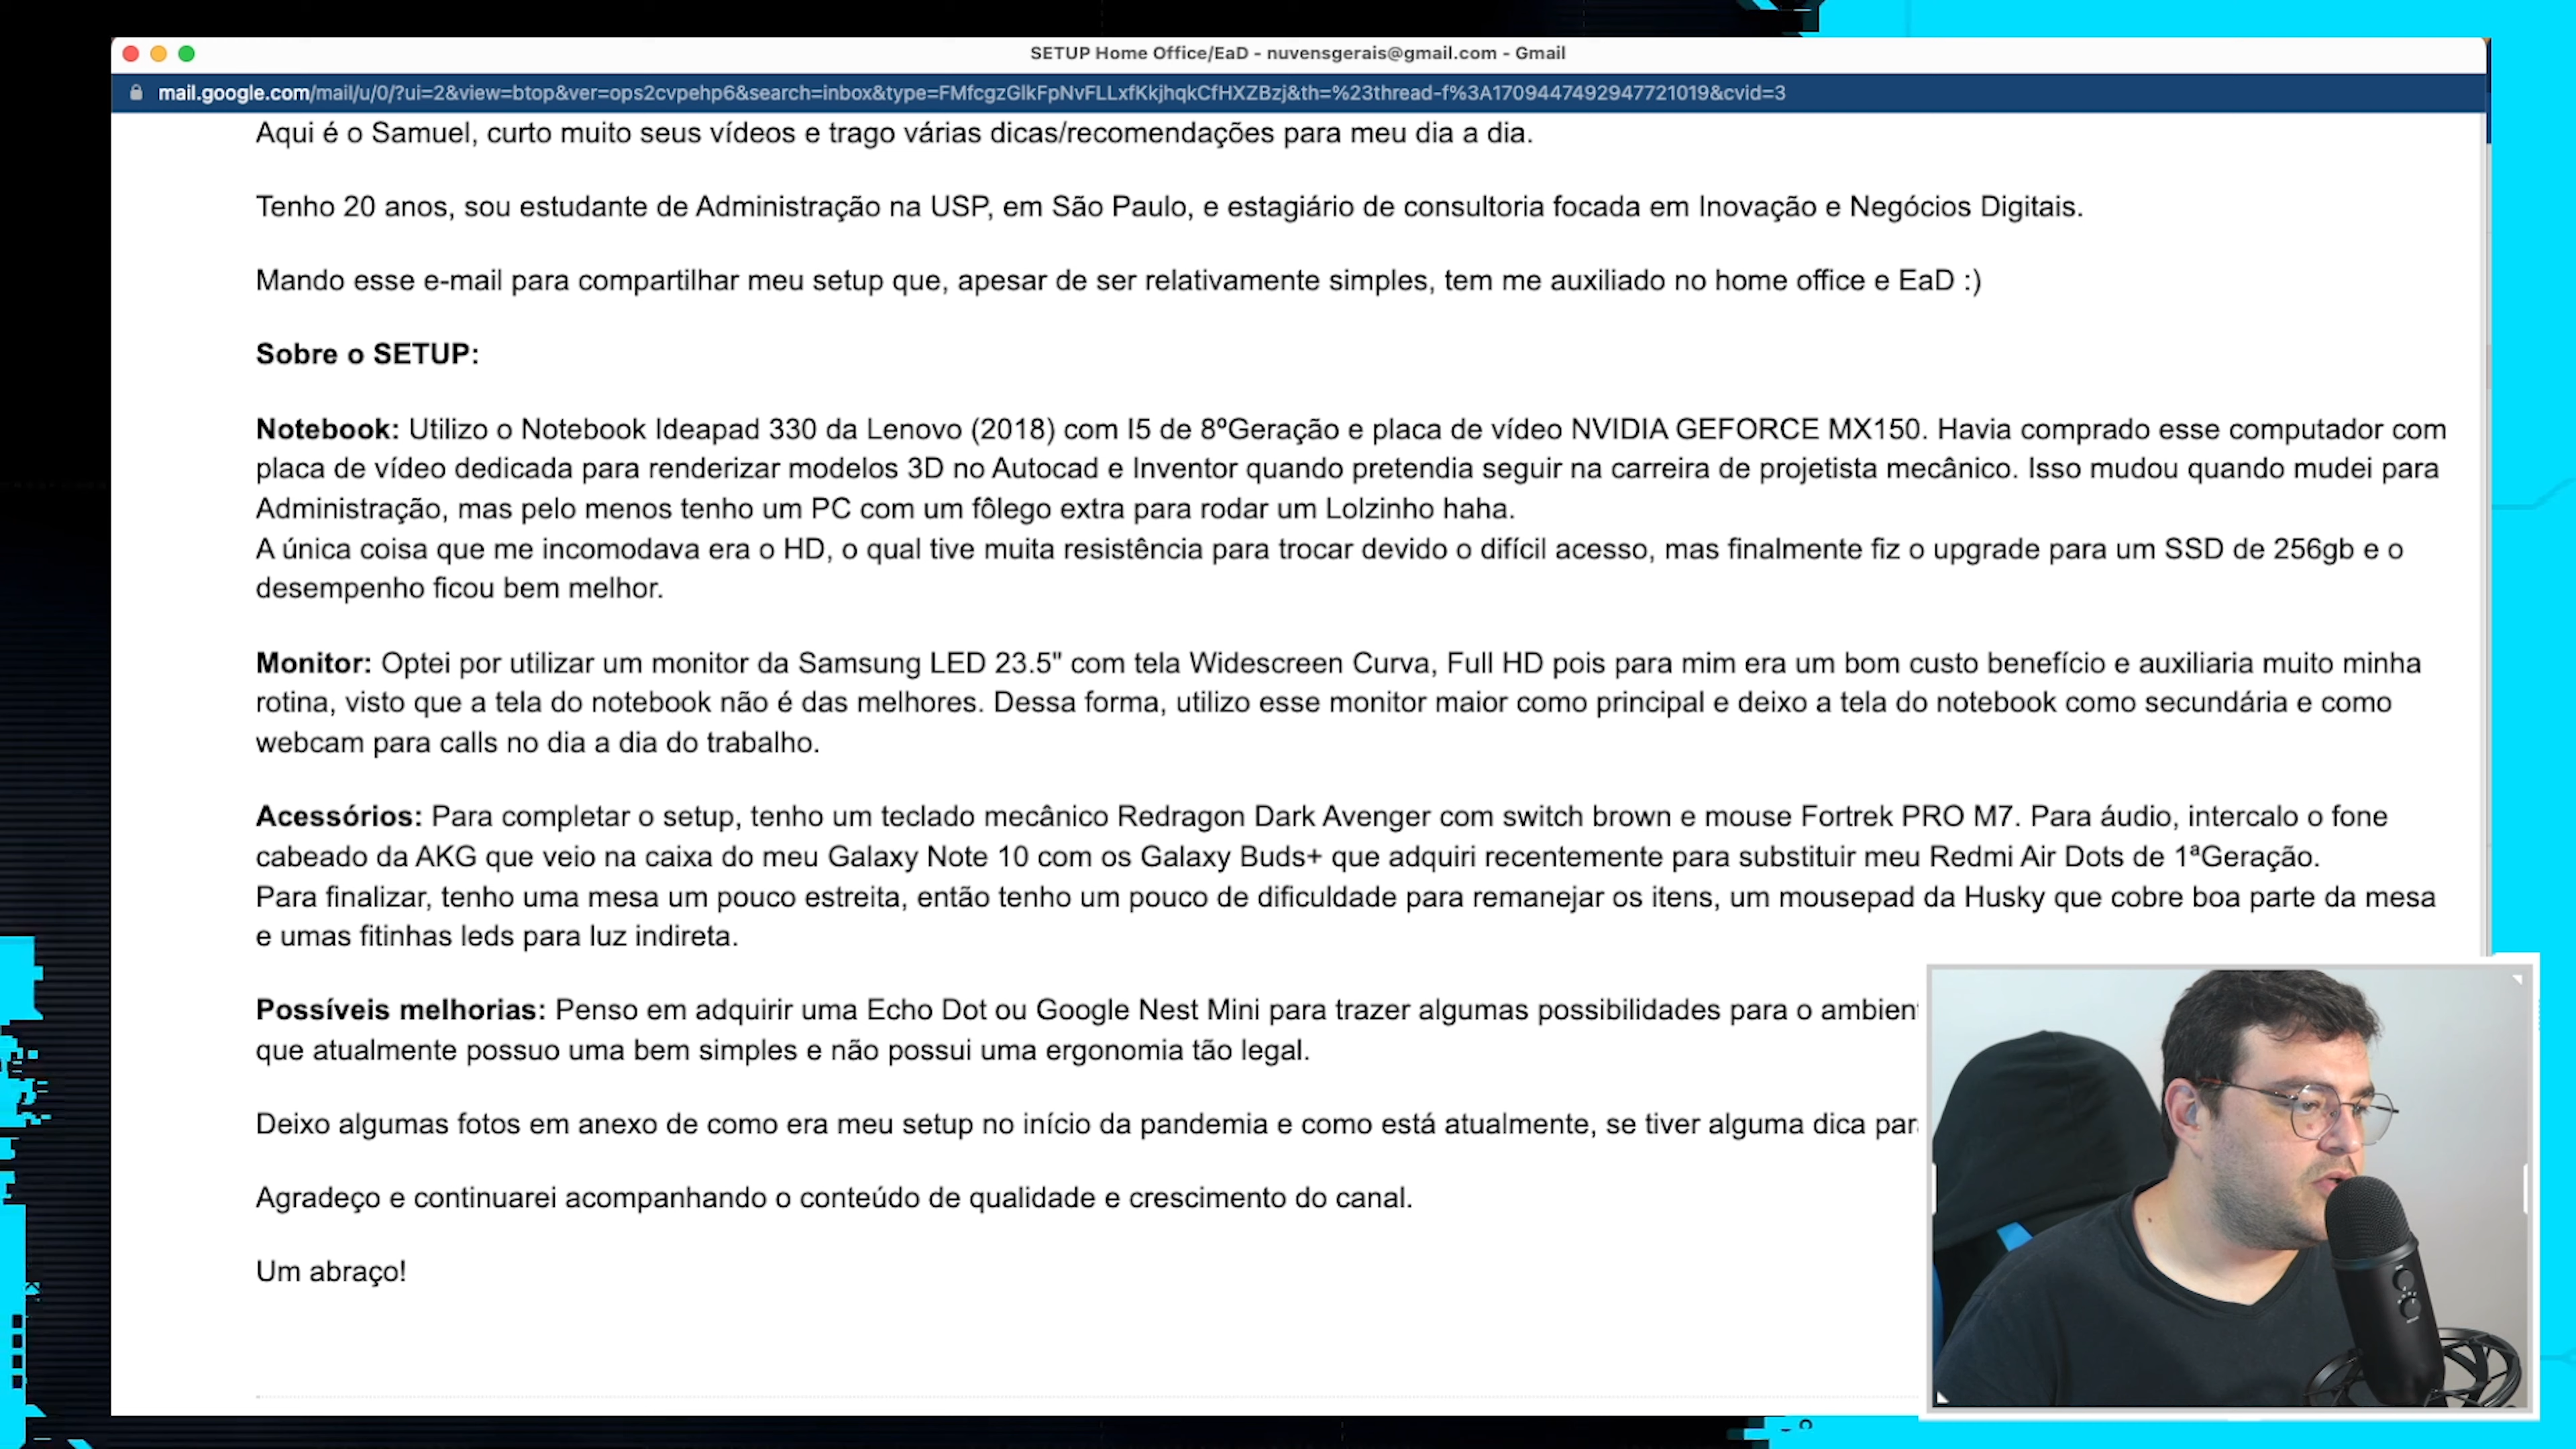 SETUP Home Office/EaD - nuvensgerais@gmail.com - Gmail
mail.google.com/mail/u/0/?ui=2&view=btop&ver=ops2cvpehp6&search=inbox&type=FMfcgzGlkFpNvFLLxfKkjhqkCfHXZBzj&th=%23thread-f%3A1709447492947721019&cvid=3
Aqui é o Samuel, curto muito seus vídeos e trago várias dicas/recomendações para meu dia a dia.
Tenho 20 anos, sou estudante de Administração na USP, em São Paulo, e estagiário de consultoria focada em Inovação e Negócios Digitais.
Mando esse e-mail para compartilhar meu setup que, apesar de ser relativamente simples, tem me auxiliado no home office e EaD :)
Sobre o SETUP:
Notebook: Utilizo o Notebook Ideapad 330 da Lenovo (2018) com I5 de 8ºGeração e placa de vídeo NVIDIA GEFORCE MX150. Havia comprado esse computador com
placa de vídeo dedicada para renderizar modelos 3D no Autocad e Inventor quando pretendia seguir na carreira de projetista mecânico. Isso mudou quando mudei para
Administração, mas pelo menos tenho um PC com um fôlego extra para rodar um Lolzinho haha.
A única coisa que me incomodava era o HD, o qual tive muita resistência para trocar devido o difícil acesso, mas finalmente fiz o upgrade para um SSD de 256gb e o
desempenho ficou bem melhor.
Monitor: Optei por utilizar um monitor da Samsung LED 23.5" com tela Widescreen Curva, Full HD pois para mim era um bom custo benefício e auxiliaria muito minha
rotina, visto que a tela do notebook não é das melhores. Dessa forma, utilizo esse monitor maior como principal e deixo a tela do notebook como secundária e como
webcam para calls no dia a dia do trabalho.
Acessórios: Para completar o setup, tenho um teclado mecânico Redragon Dark Avenger com switch brown e mouse Fortrek PRO M7. Para áudio, intercalo o fone
cabeado da AKG que veio na caixa do meu Galaxy Note 10 com os Galaxy Buds+ que adquiri recentemente para substituir meu Redmi Air Dots de 1ªGeração.
Para finalizar, tenho uma mesa um pouco estreita, então tenho um pouco de dificuldade para remanejar os itens, um mousepad da Husky que cobre boa parte da mesa
e umas fitinhas leds para luz indireta.
Possíveis melhorias: Penso em adquirir uma Echo Dot ou Google Nest Mini para trazer algumas possibilidades para o ambien
que atualmente possuo uma bem simples e não possui uma ergonomia tão legal.
Deixo algumas fotos em anexo de como era meu setup no início da pandemia e como está atualmente, se tiver alguma dica par
Agradeço e continuarei acompanhando o conteúdo de qualidade e crescimento do canal.
Um abraço!